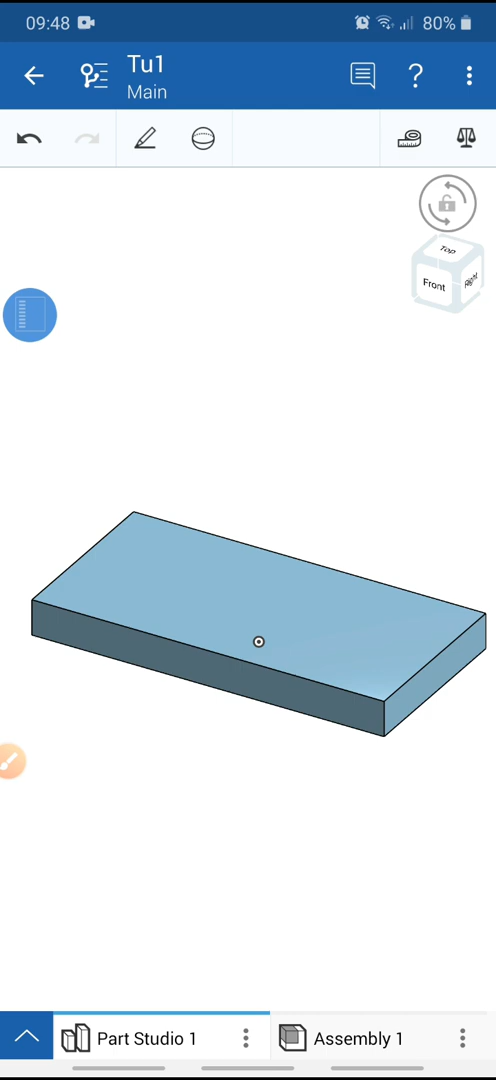 09:48 80%
Tu1
Main
?
Top
Front Right
Part Studio 1 Assembly 1